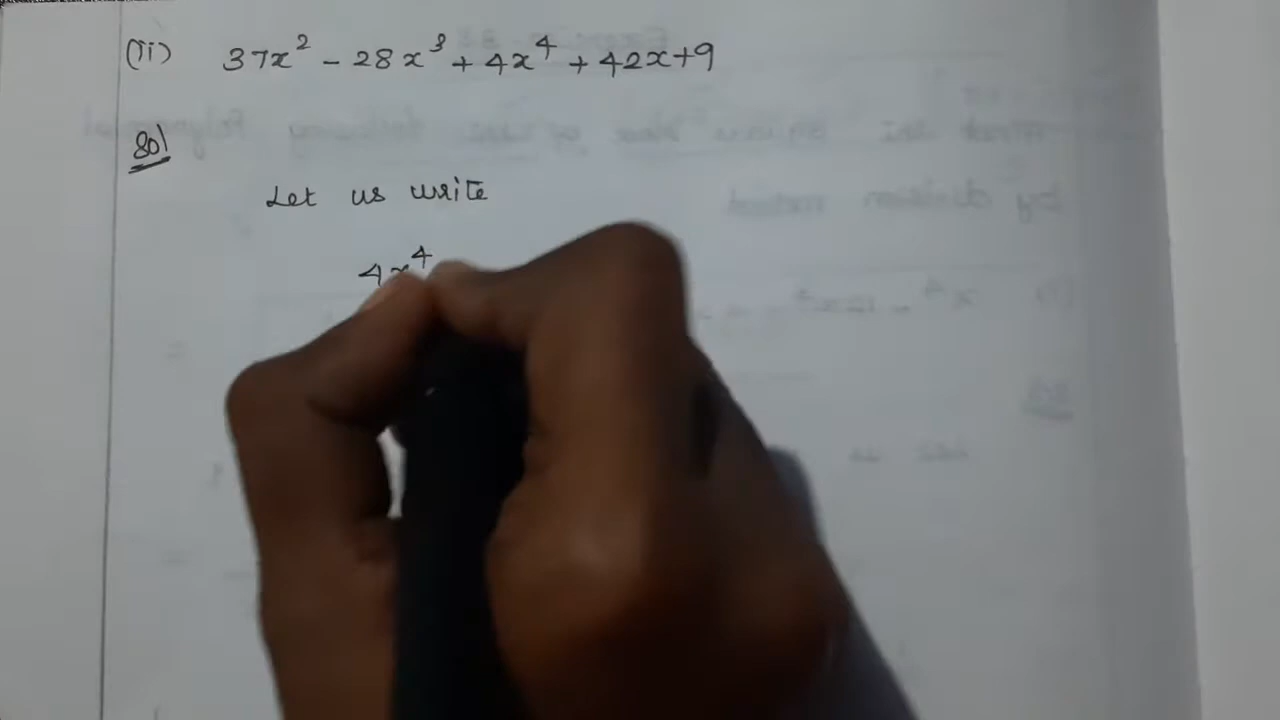 (ii) 37x² - 28x³ + 4x⁴ + 42x + 9
Sol
Let us write
4x⁴